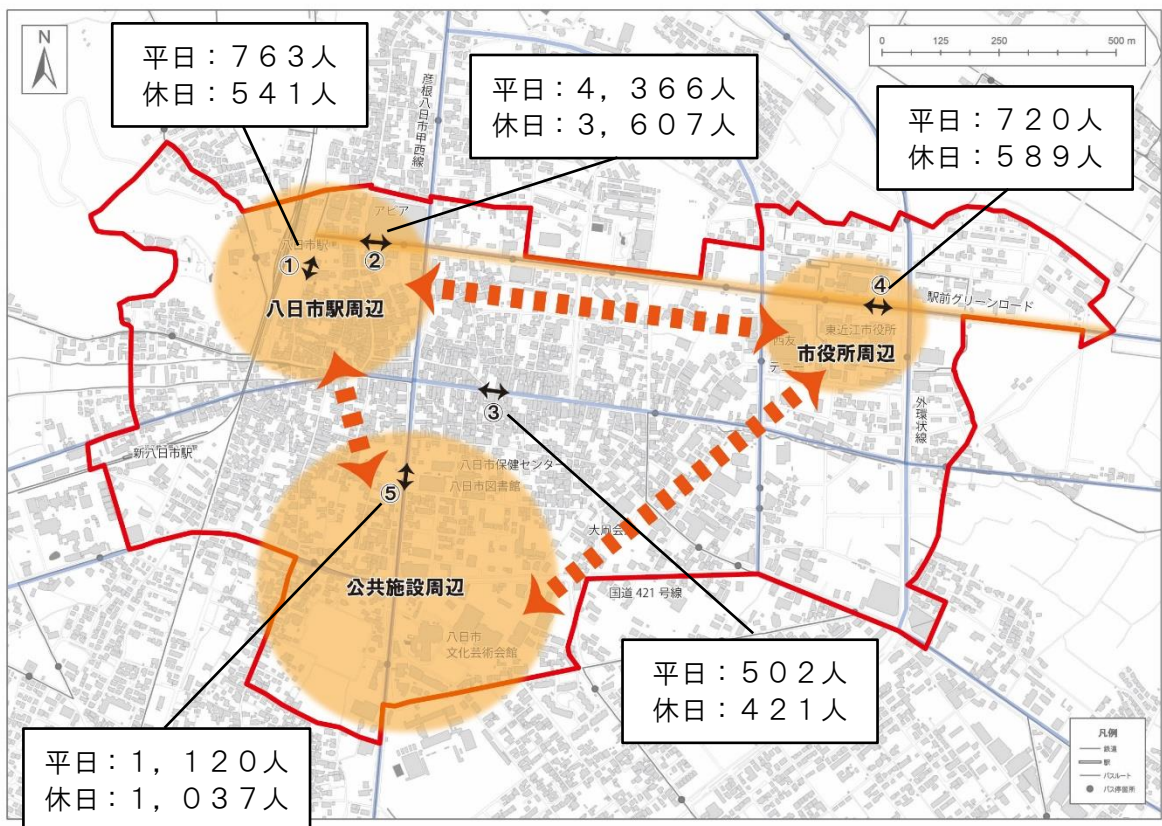 N
0 125 250 500 m
平日：７６３人
休日：５４１人
平日：４，３６６人
休日：３，６０７人
平日：７２０人
休日：５８９人
彦根八日市甲西線
アピア
八日市駅
①
②
④
八日市駅周辺
駅前グリーンロード
東近江市役所
西友
市役所周辺
デニー
③
外環状線
新八日市駅
八日市保健センター
八日市図書館
⑤
公共施設周辺
国道 421 号線
八日市
文化芸術会館
平日：５０２人
休日：４２１人
平日：１，１２０人
休日：１，０３７人
凡例
鉄道
駅
バスルート
バス停留所